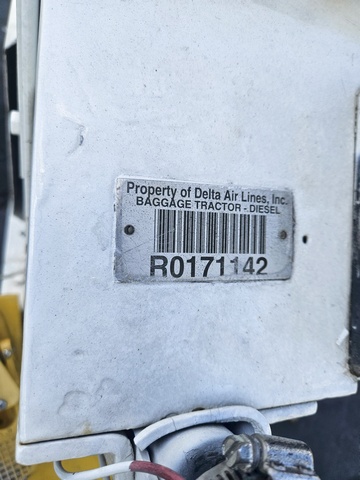 Property of Delta Air Lines, Inc.
BAGGAGE TRACTOR - DIESEL
R0171142